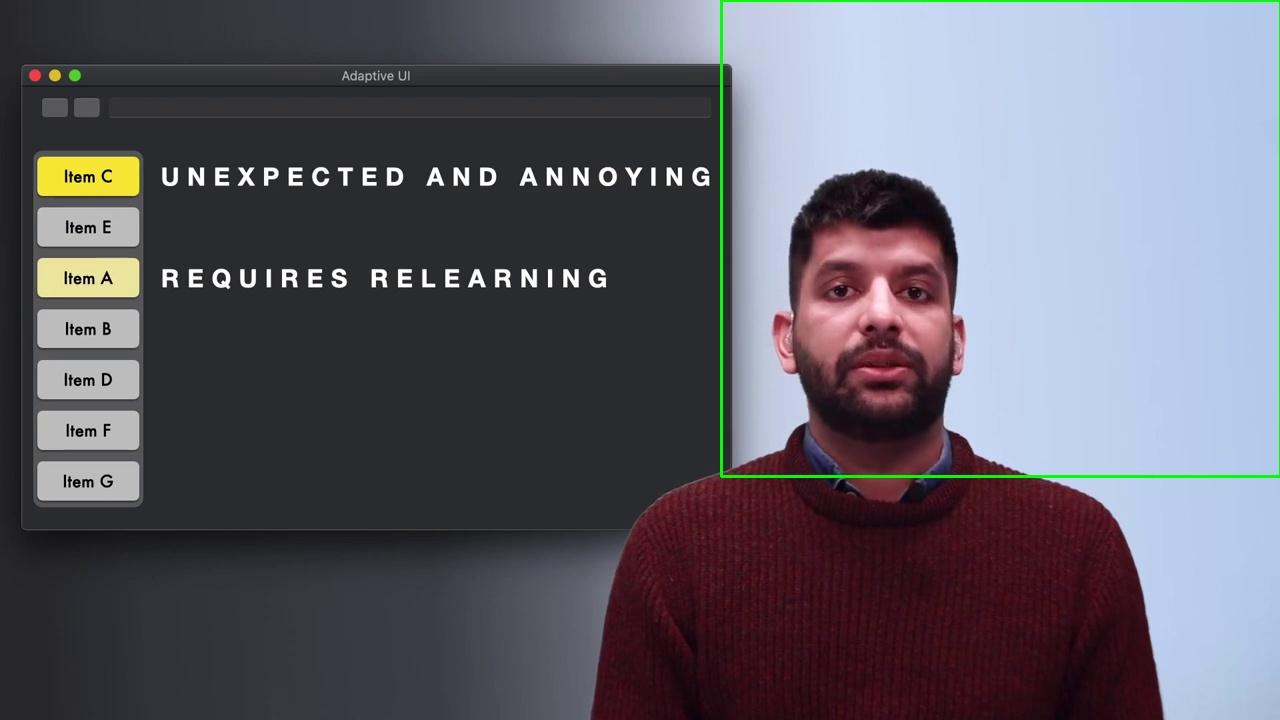 Adaptive UI
Item C
UNEXPECTED AND ANNOYING
Item E
Item A
REQUIRES RELEARNING
Item B
Item D
Item F
Item G